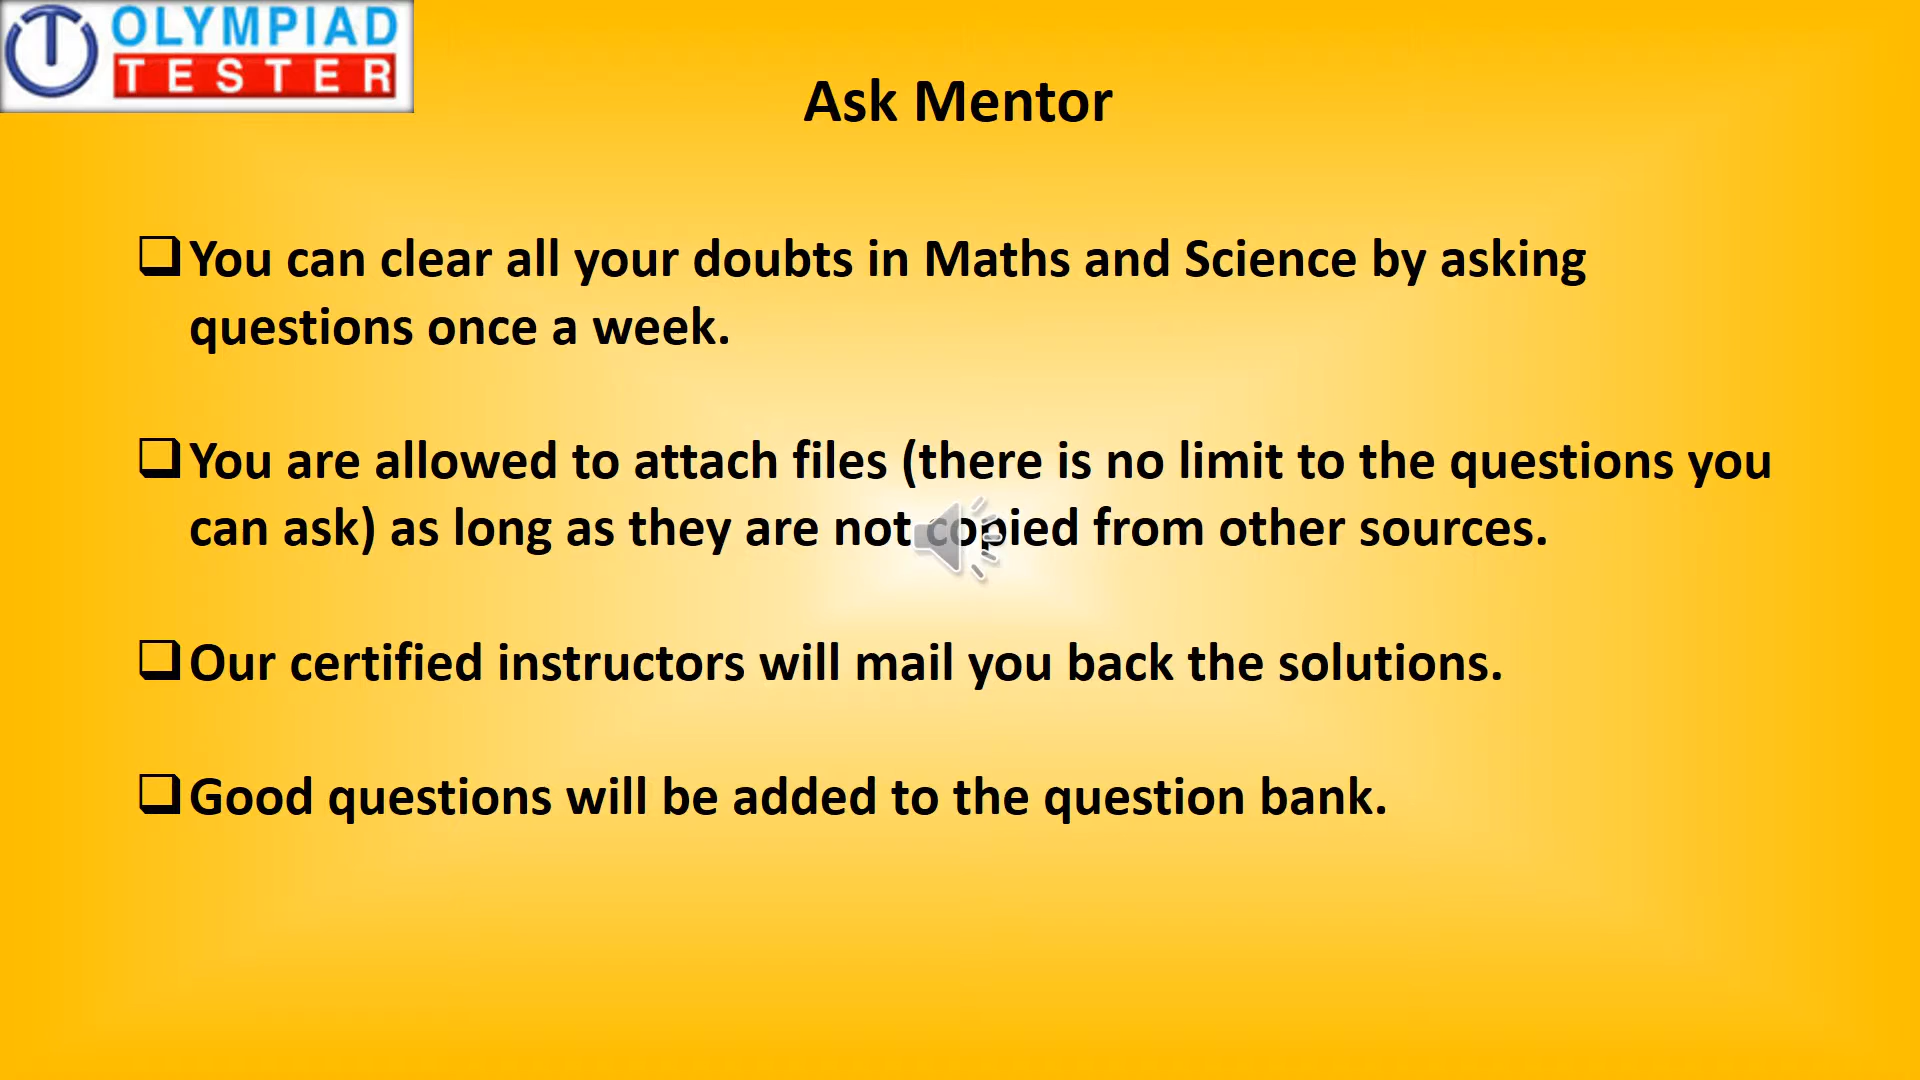 OLYMPIAD
TESTER
Ask Mentor
You can clear all your doubts in Maths and Science by asking
questions once a week.
You are allowed to attach files (there is no limit to the questions you
can ask) as long as they are not copied from other sources.
Our certified instructors will mail you back the solutions.
Good questions will be added to the question bank.